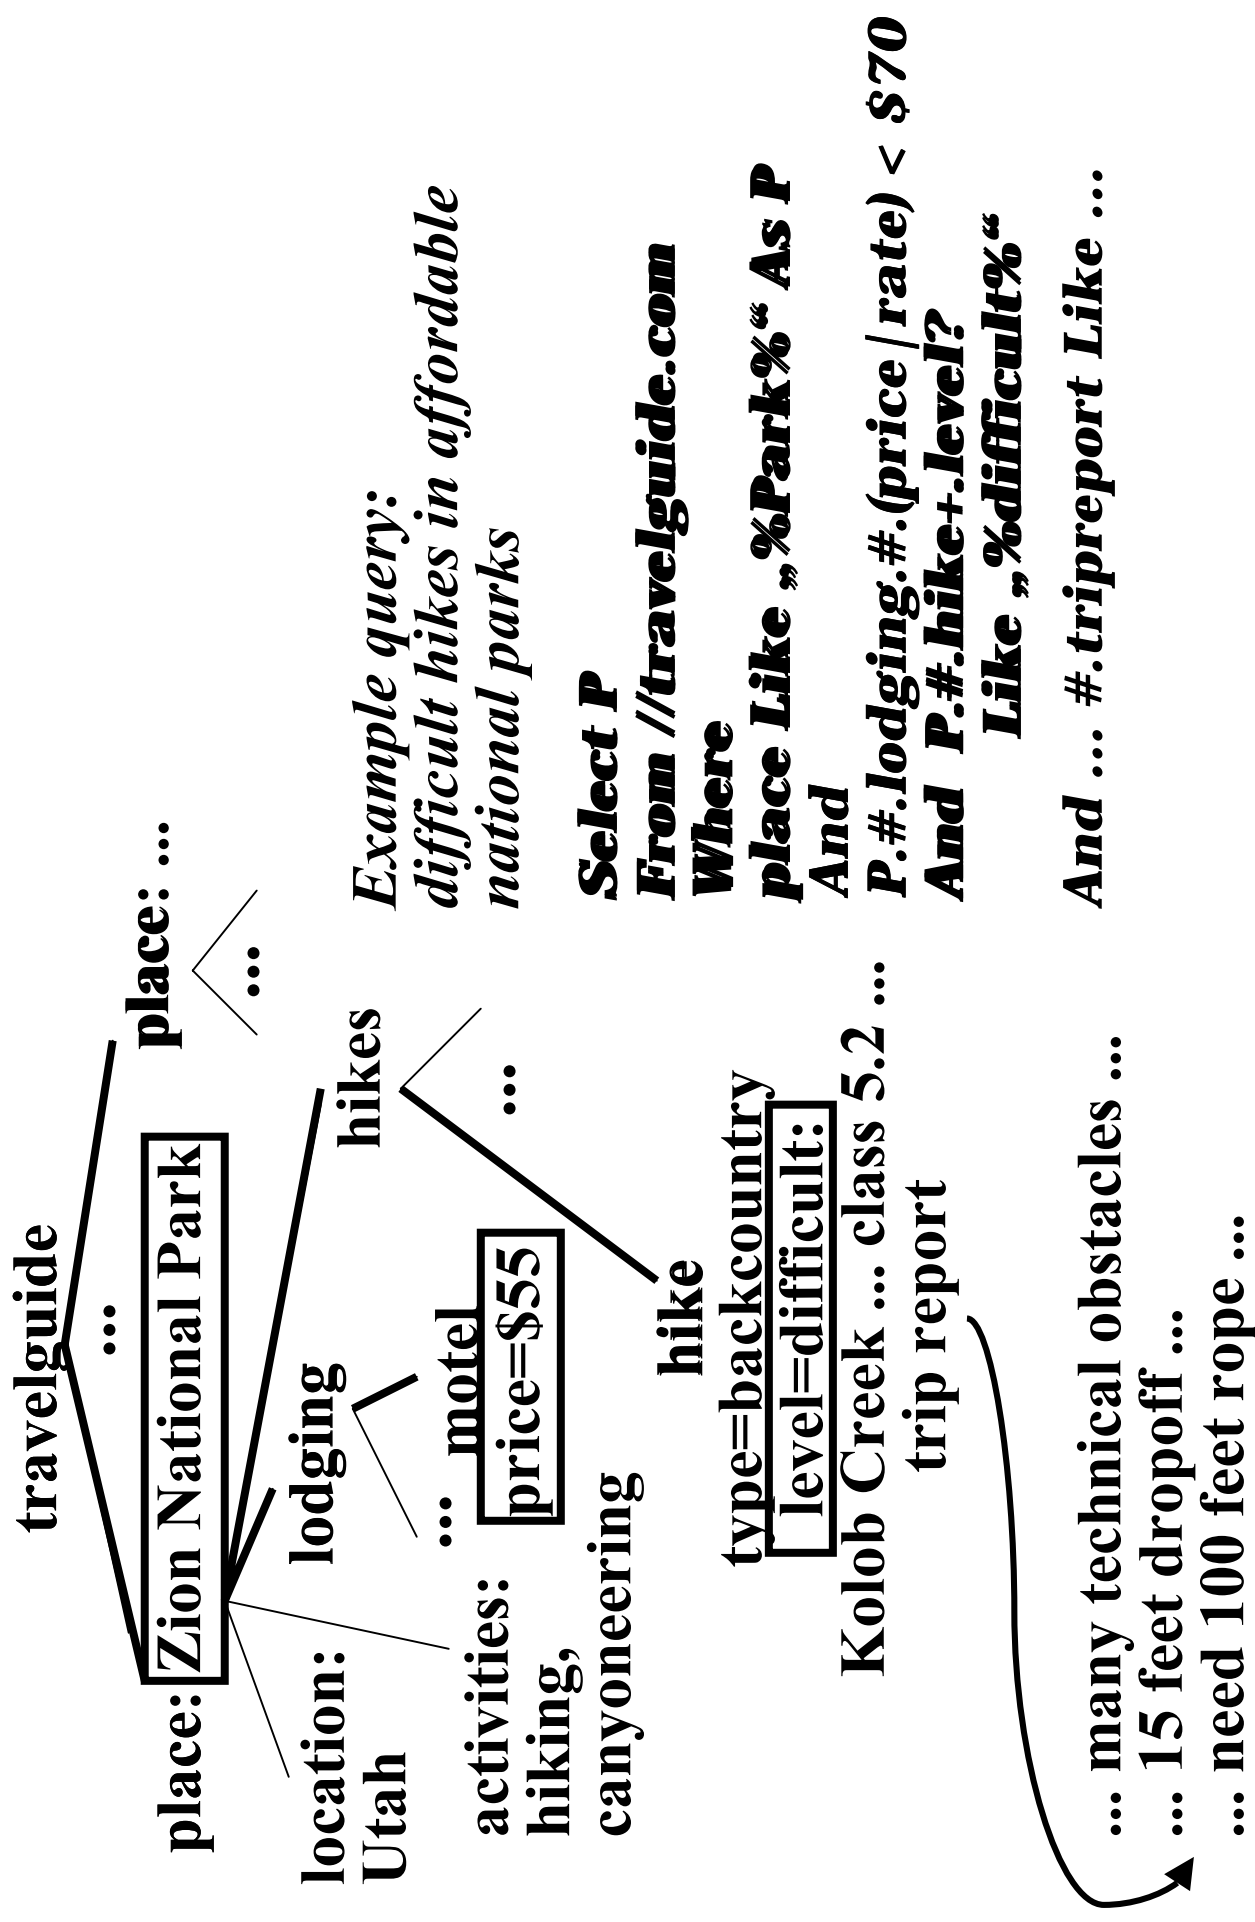 travelguide
...
place: Zion National Park
place: ...
...
location:
Utah
lodging
hikes
activities:
hiking,
canyoneering
...
motel
price=$55
...
hike
type=backcountry
level=difficult:
Kolob Creek ... class 5.2 ...
trip report
... many technical obstacles ...
... 15 feet dropoff ...
... need 100 feet rope ...
Example query:
difficult hikes in affordable
national parks
Select P
From //travelguide.com
Where
place Like „%Park%“ As P
And
P.#.lodging.#.(price|rate) < $70
And P.#.hike+.level?
Like „%difficult%“
And ... #.tripreport Like ...